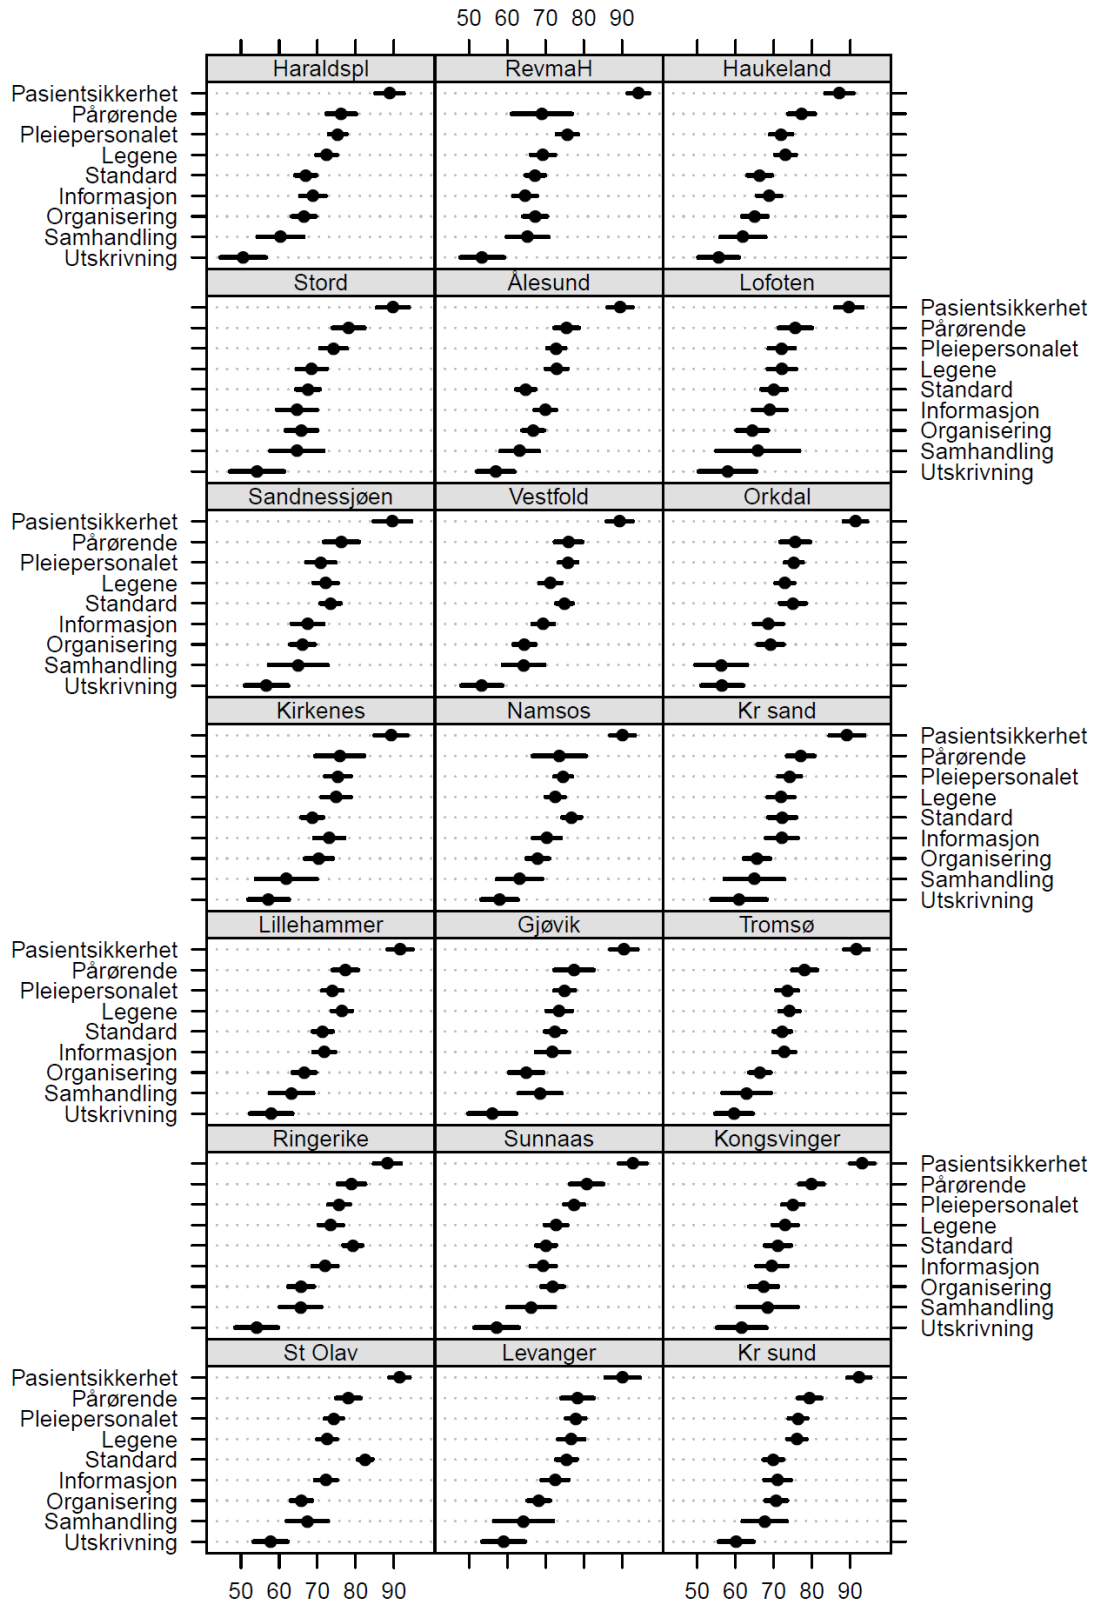 50 60 70 80 90
Haraldspl RevmaH Haukeland
Pasientsikkerhet
Pårørende
Pleiepersonalet
Legene
Standard
Informasjon
Organisering
Samhandling
Utskrivning
Stord Ålesund Lofoten
Pasientsikkerhet
Pårørende
Pleiepersonalet
Legene
Standard
Informasjon
Organisering
Samhandling
Utskrivning
Sandnessjøen Vestfold Orkdal
Pasientsikkerhet
Pårørende
Pleiepersonalet
Legene
Standard
Informasjon
Organisering
Samhandling
Utskrivning
Kirkenes Namsos Kr sand
Pasientsikkerhet
Pårørende
Pleiepersonalet
Legene
Standard
Informasjon
Organisering
Samhandling
Utskrivning
Lillehammer Gjøvik Tromsø
Pasientsikkerhet
Pårørende
Pleiepersonalet
Legene
Standard
Informasjon
Organisering
Samhandling
Utskrivning
Ringerike Sunnaas Kongsvinger
Pasientsikkerhet
Pårørende
Pleiepersonalet
Legene
Standard
Informasjon
Organisering
Samhandling
Utskrivning
St Olav Levanger Kr sund
Pasientsikkerhet
Pårørende
Pleiepersonalet
Legene
Standard
Informasjon
Organisering
Samhandling
Utskrivning
50 60 70 80 90 50 60 70 80 90